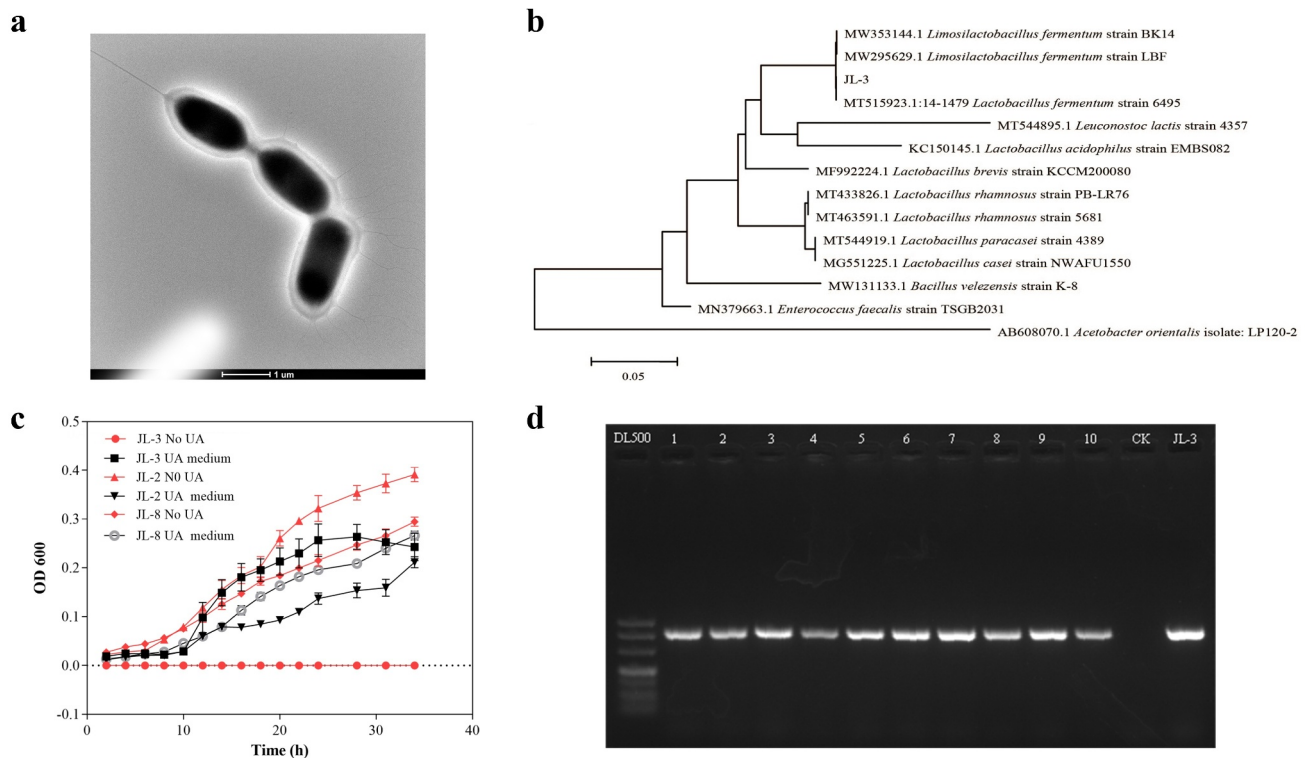 a
1 um
b
MW353144.1 Limosilactobacillus fermentum strain BK14
MW295629.1 Limosilactobacillus fermentum strain LBF
JL-3
MT515923.1:14-1479 Lactobacillus fermentum strain 6495
MT544895.1 Leuconostoc lactis strain 4357
KC150145.1 Lactobacillus acidophilus strain EMBS082
MF992224.1 Lactobacillus brevis strain KCCM200080
MT433826.1 Lactobacillus rhamnosus strain PB-LR76
MT463591.1 Lactobacillus rhamnosus strain 5681
MT544919.1 Lactobacillus paracasei strain 4389
MG551225.1 Lactobacillus casei strain NWAFU1550
MW131133.1 Bacillus velezensis strain K-8
MN379663.1 Enterococcus faecalis strain TSGB2031
AB608070.1 Acetobacter orientalis isolate: LP120-2
0.05
c
JL-3 No UA
JL-3 UA medium
JL-2 N0 UA
JL-2 UA medium
JL-8 No UA
JL-8 UA medium
OD 600
0.5
0.4
0.3
0.2
0.1
0.0
-0.1
0 10 20 30 40
Time (h)
d
DL500 1 2 3 4 5 6 7 8 9 10 CK JL-3